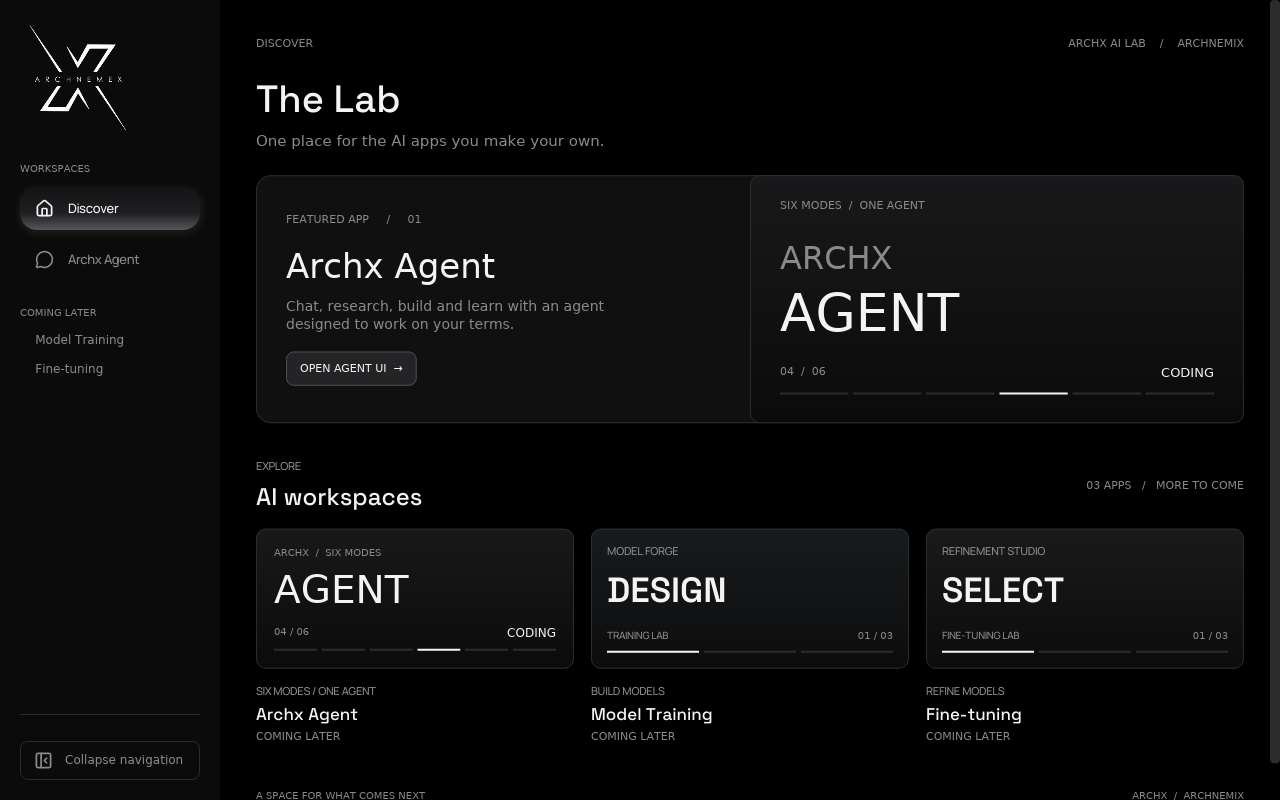 ARCHNEMEX
WORKSPACES
Discover
Archx Agent
COMING LATER
Model Training
Fine-tuning
Collapse navigation
DISCOVER
ARCHX AI LAB / ARCHNEMIX
The Lab
One place for the AI apps you make your own.
FEATURED APP / 01
Archx Agent
Chat, research, build and learn with an agent
designed to work on your terms.
OPEN AGENT UI →
SIX MODES / ONE AGENT
ARCHX
AGENT
04 / 06
CODING
EXPLORE
AI workspaces
03 APPS / MORE TO COME
ARCHX / SIX MODES
AGENT
04 / 06
CODING
SIX MODES / ONE AGENT
Archx Agent
COMING LATER
MODEL FORGE
DESIGN
TRAINING LAB
01 / 03
BUILD MODELS
Model Training
COMING LATER
REFINEMENT STUDIO
SELECT
FINE-TUNING LAB
01 / 03
REFINE MODELS
Fine-tuning
COMING LATER
A SPACE FOR WHAT COMES NEXT
ARCHX / ARCHNEMIX